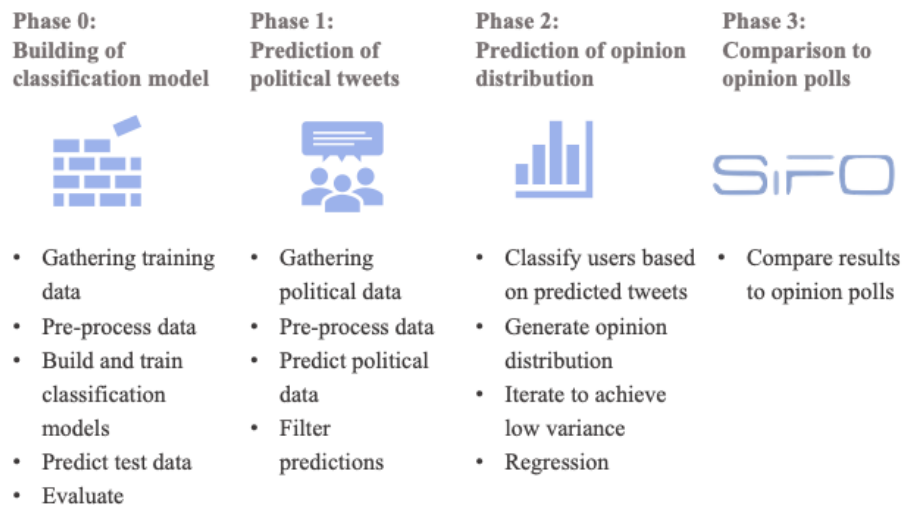 Phase 0:
Building of
classification model
Phase 1:
Prediction of
political tweets
Phase 2:
Prediction of opinion
distribution
Phase 3:
Comparison to
opinion polls
SiFO
• Gathering training
data
• Pre-process data
• Build and train
classification
models
• Predict test data
• Evaluate
• Gathering
political data
• Pre-process data
• Predict political
data
• Filter
predictions
• Classify users based
on predicted tweets
• Generate opinion
distribution
• Iterate to achieve
low variance
• Regression
• Compare results
to opinion polls